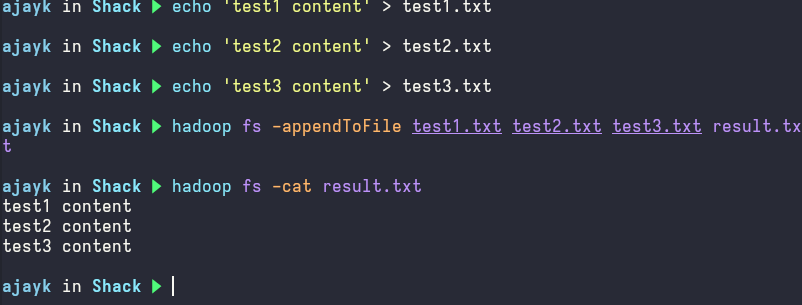 ajayk in Shack ▶ echo 'test1 content' > test1.txt
ajayk in Shack ▶ echo 'test2 content' > test2.txt
ajayk in Shack ▶ echo 'test3 content' > test3.txt
ajayk in Shack ▶ hadoop fs -appendToFile test1.txt test2.txt test3.txt result.tx
t
ajayk in Shack ▶ hadoop fs -cat result.txt
test1 content
test2 content
test3 content
ajayk in Shack ▶